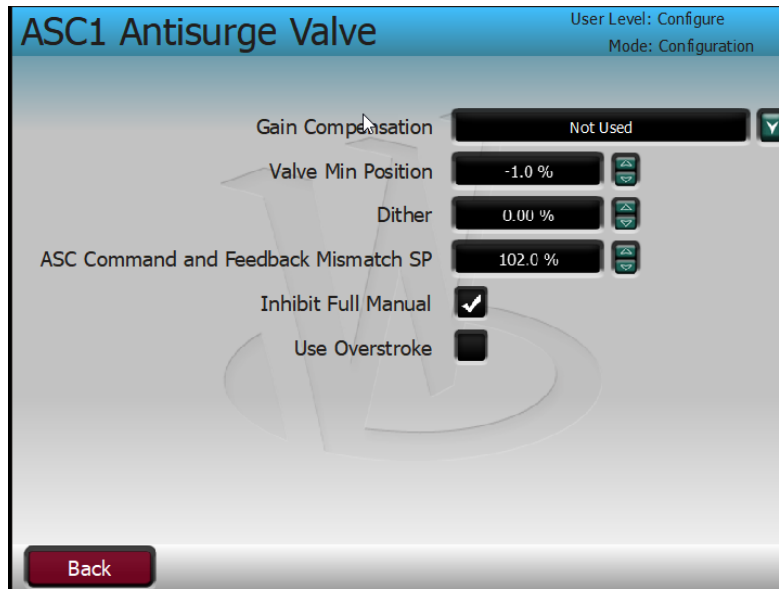 ASC1 Antisurge Valve
User Level: Configure
Mode: Configuration
Gain Compensation Not Used
Valve Min Position -1.0 %
Dither 0.00 %
ASC Command and Feedback Mismatch SP 102.0 %
Inhibit Full Manual
Use Overstroke
Back